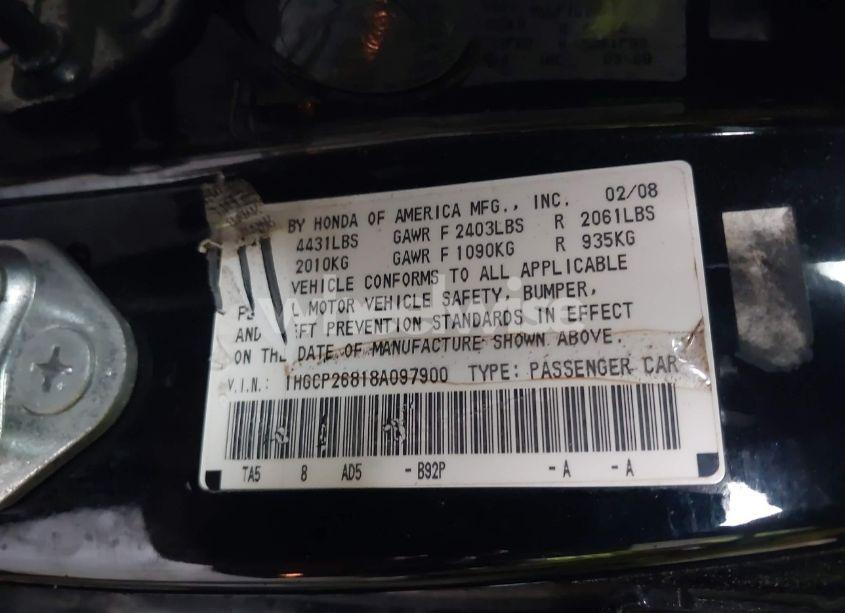 BY HONDA OF AMERICA MFG., INC. 02/08
4431LBS GAWR F 2403LBS R 2061LBS
2010KG GAWR F 1090KG R 935KG
VEHICLE CONFORMS TO ALL APPLICABLE
MOTOR VEHICLE SAFETY, BUMPER,
AND PREVENTION STANDARDS IN EFFECT
ON THE DATE OF MANUFACTURE SHOWN ABOVE.
V.I.N.: 1HGCP26818A097900 TYPE: PASSENGER CAR
TA5 8 AD5 -B92P -A -A